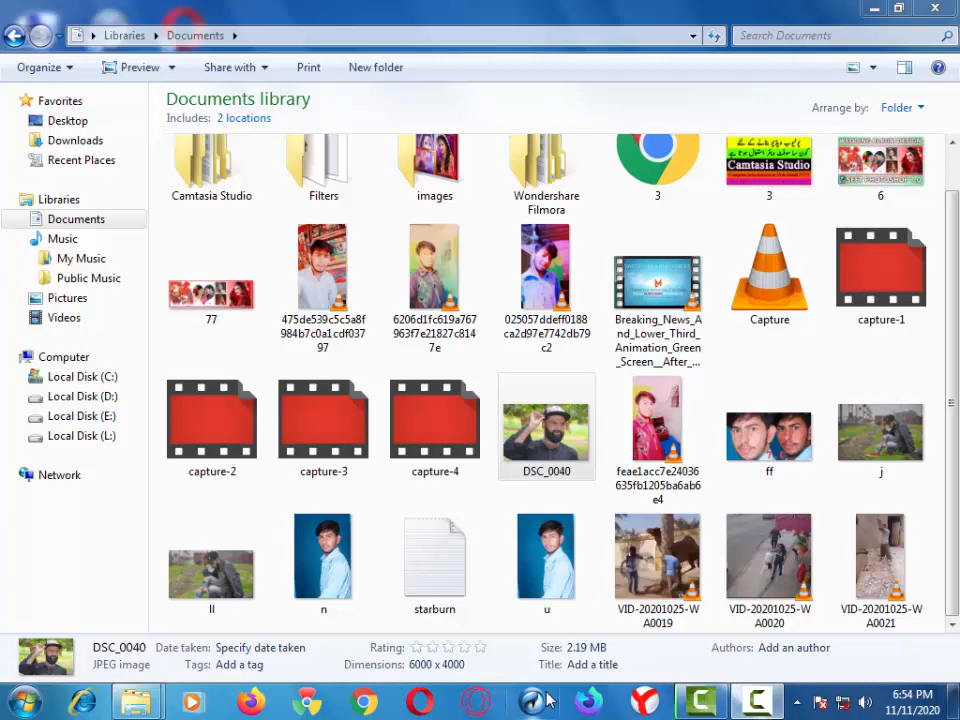 Libraries Documents
Search Documents
Organize Preview Share with Print New folder
Favorites
Desktop
Downloads
Recent Places
Libraries
Documents
Music
My Music
Public Music
Pictures
Videos
Computer
Local Disk (C:)
Local Disk (D:)
Local Disk (E:)
Local Disk (L:)
Network
Documents library
Includes: 2 locations
Arrange by: Folder
Camtasia Studio
WEDDING ALBUM DESIGN
Camtasia Studio
Filters
images
Wondershare
Filmora
3
3
6
77
475de539c5c5a8f
984b7c0a1cdf037
97
6206d1fc619a767
963f7e21827c814
7e
025057ddeff0188
ca2d97e7742db79
c2
Breaking_News_A
nd_Lower_Third_
Animation_Green
_Screen__After_...
Capture
capture-1
capture-2
capture-3
capture-4
DSC_0040
feae1acc7e24036
635fb1205ba6ab6
e4
ff
j
ll
n
starburn
u
VID-20201025-W
A0019
VID-20201025-W
A0020
VID-20201025-W
A0021
DSC_0040 Date taken: Specify date taken Rating: Size: 2.19 MB Authors: Add an author
JPEG image Tags: Add a tag Dimensions: 6000 x 4000 Title: Add a title
6:54 PM
11/11/2020